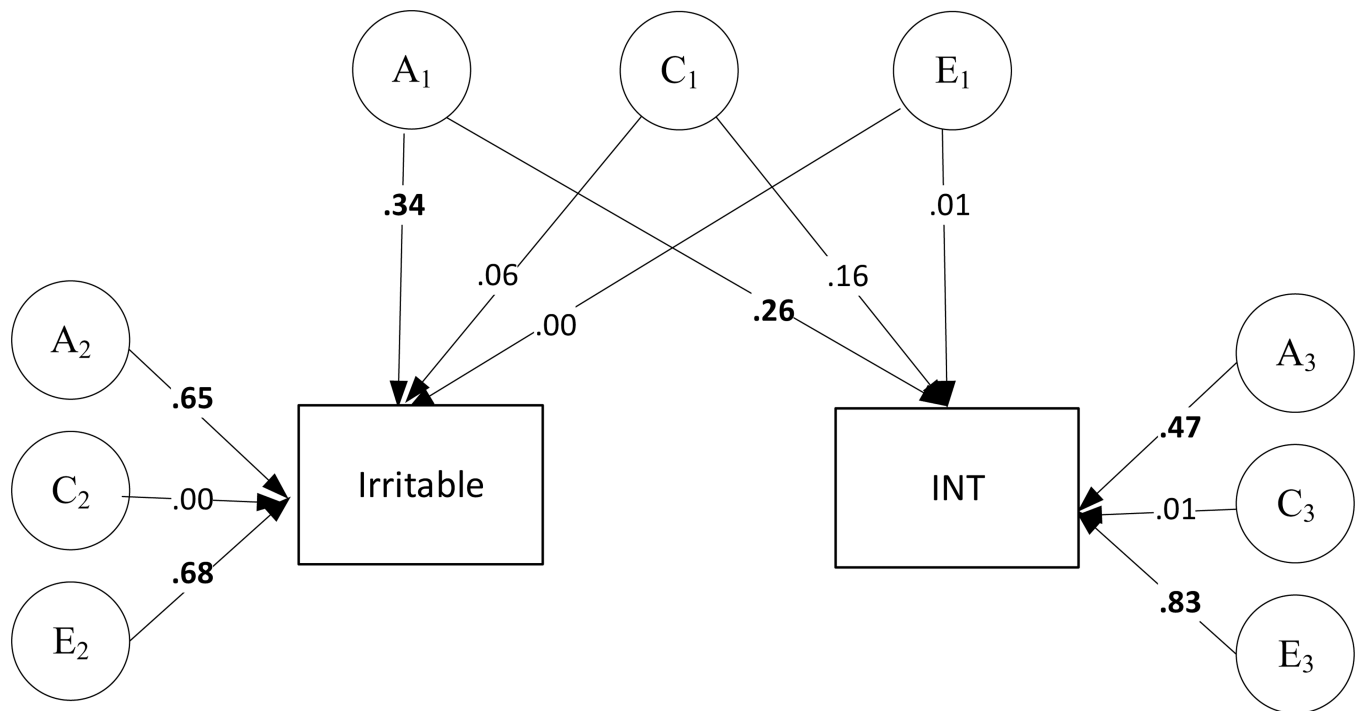 A₁ C₁ E₁
.34 .01
.06 .16
.26
.00
A₂ A₃
.65
.47
C₂ .00 Irritable INT .01 C₃
.68
.83
E₂ E₃